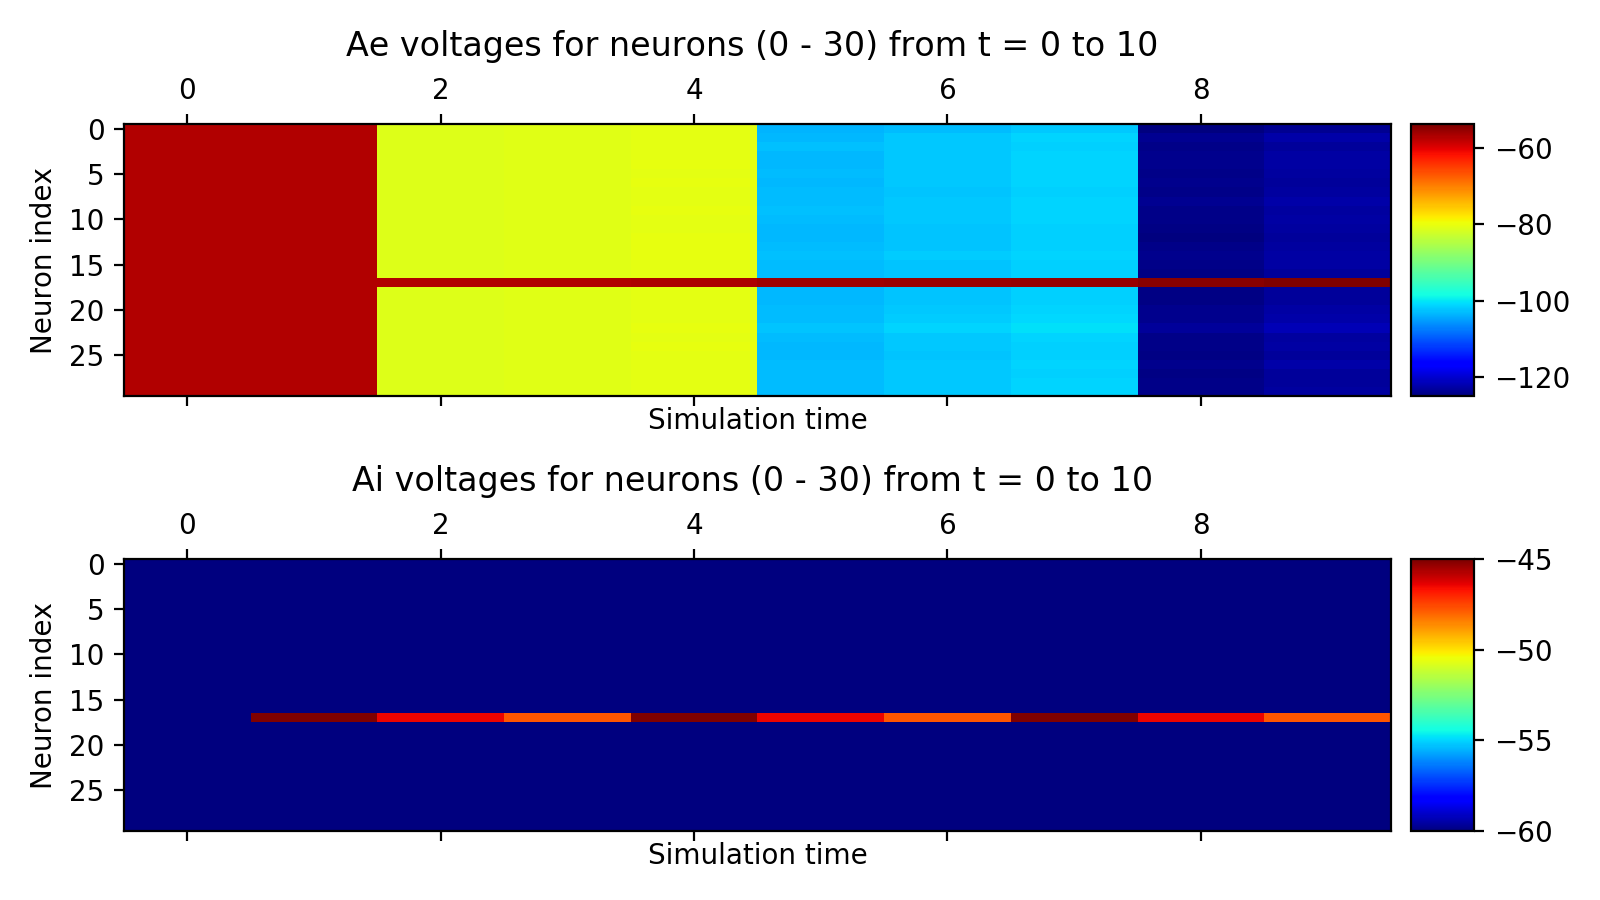 Ae voltages for neurons (0 - 30) from t = 0 to 10
0 2 4 6 8
0
5
10
15
20
25
Neuron index
Simulation time
−60
−80
−100
−120
Ai voltages for neurons (0 - 30) from t = 0 to 10
0 2 4 6 8
0
5
10
15
20
25
Neuron index
Simulation time
−45
−50
−55
−60